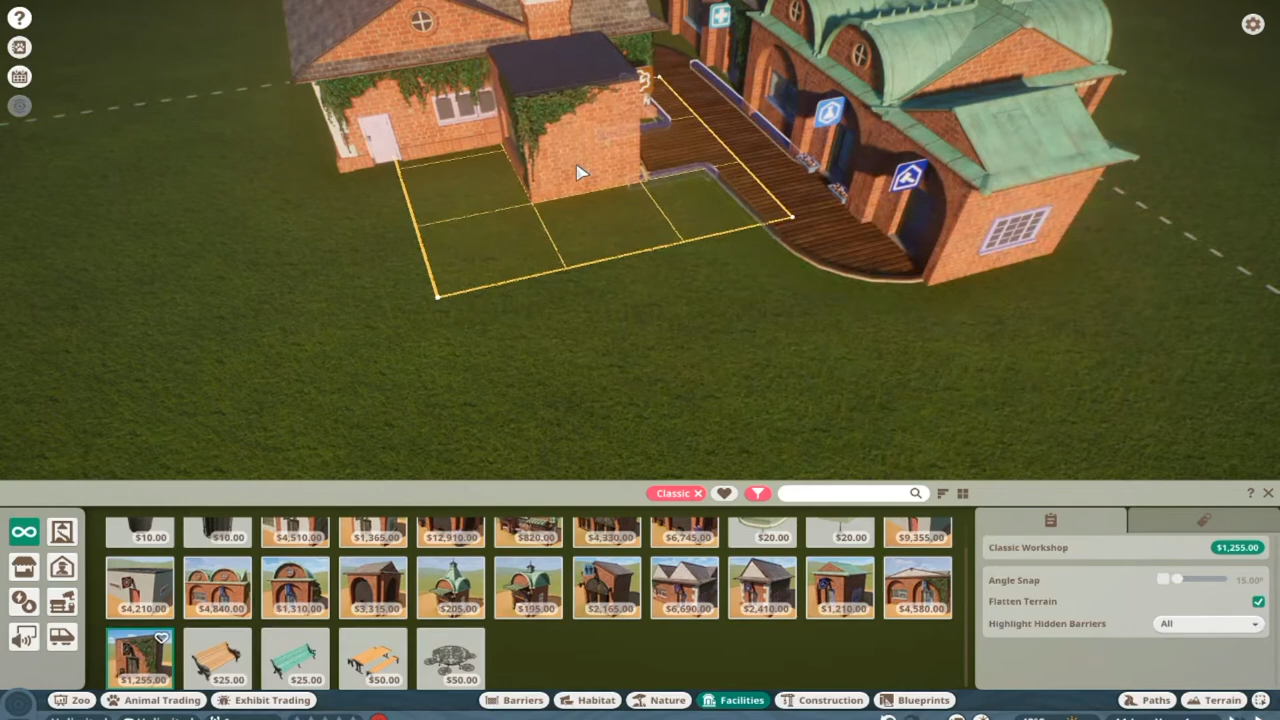 ?
Classic ×
? ×
$10.00 $10.00 $4,510.00 $1,365.00 $12,910.00 $820.00 $4,330.00 $6,745.00 $20.00 $20.00 $9,355.00
$4,210.00 $4,840.00 $1,310.00 $3,315.00 $205.00 $195.00 $2,165.00 $6,690.00 $2,410.00 $1,210.00 $4,580.00
$1,255.00 $25.00 $25.00 $50.00 $50.00
Classic Workshop $1,255.00
Angle Snap 15.00°
Flatten Terrain
Highlight Hidden Barriers All
Zoo Animal Trading Exhibit Trading Barriers Habitat Nature Facilities Construction Blueprints Paths Terrain